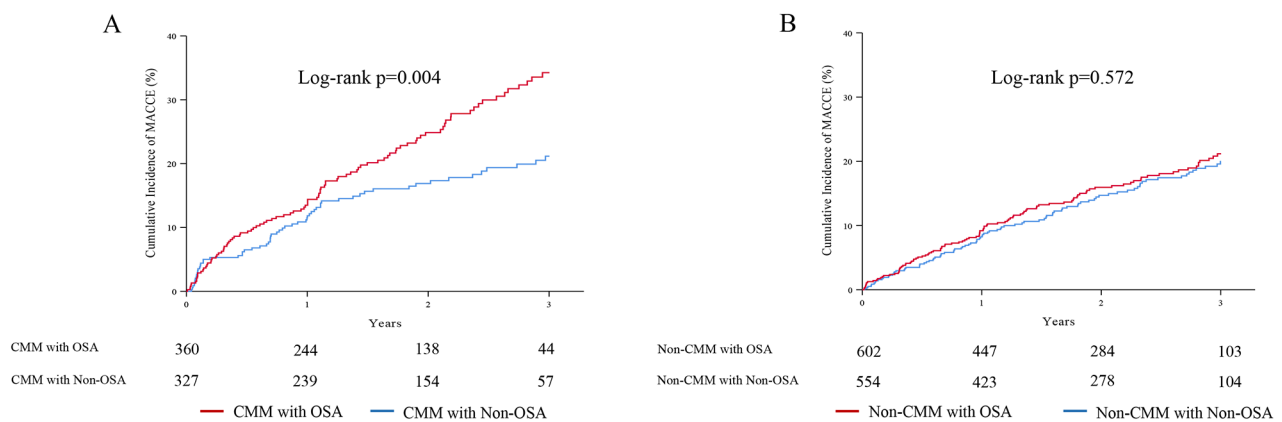 A
Log-rank p=0.004
Cumulative Incidence of MACCE (%)
40
30
20
10
0
0 1 2 3
Years
CMM with OSA 360 244 138 44
CMM with Non-OSA 327 239 154 57
CMM with OSA CMM with Non-OSA
B
Log-rank p=0.572
Cumulative Incidence of MACCE (%)
40
30
20
10
0
0 1 2 3
Years
Non-CMM with OSA 602 447 284 103
Non-CMM with Non-OSA 554 423 278 104
Non-CMM with OSA Non-CMM with Non-OSA